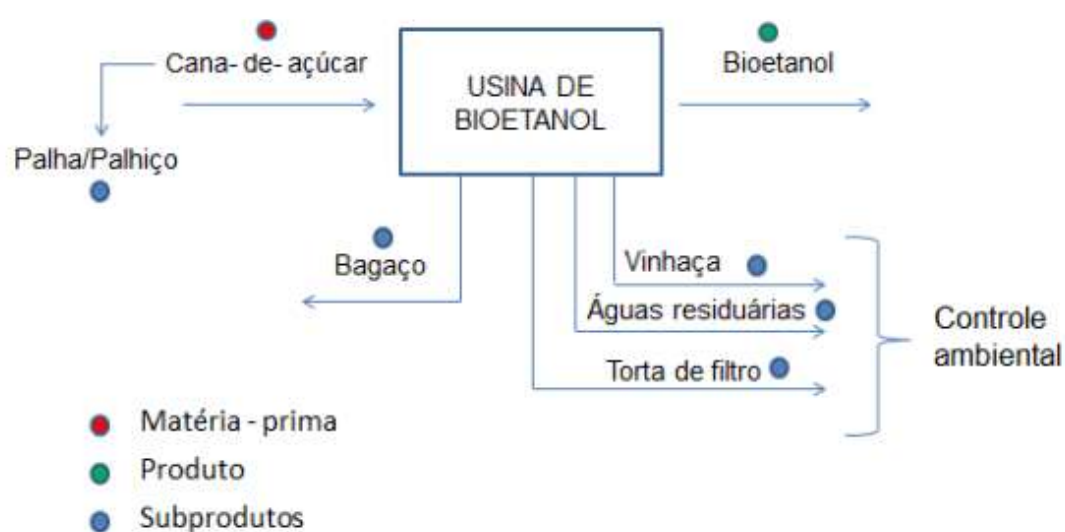 Cana- de- açúcar
USINA DE
BIOETANOL
Bioetanol
Palha/Palhiço
Bagaço
Vinhaça
Águas residuárias
Torta de filtro
Controle
ambiental
Matéria - prima
Produto
Subprodutos